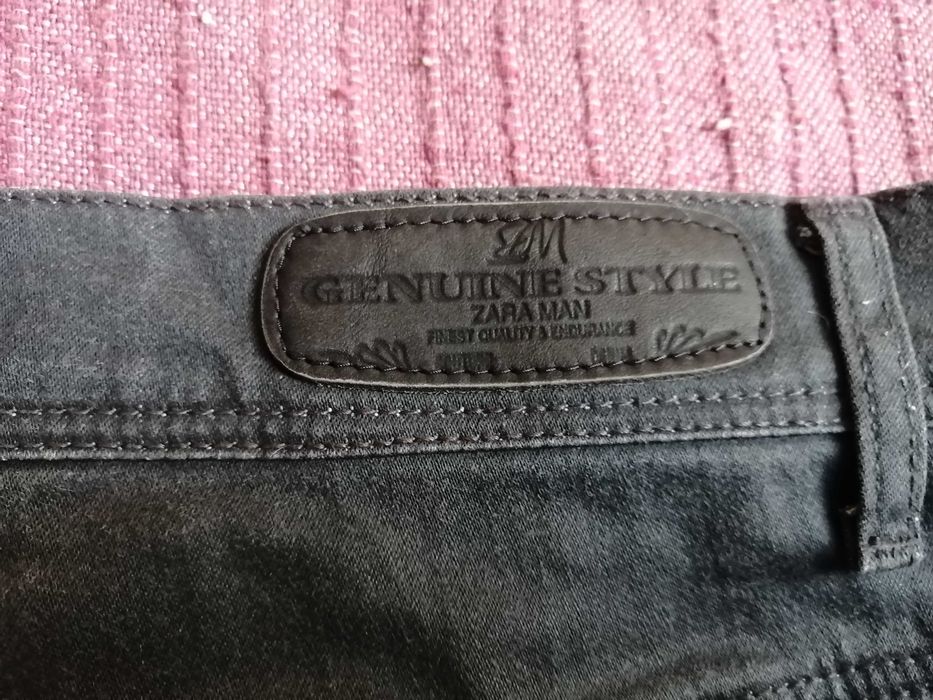 ZM
GENUINE STYLE
ZARA MAN
FINEST QUALITY & ENDURANCE